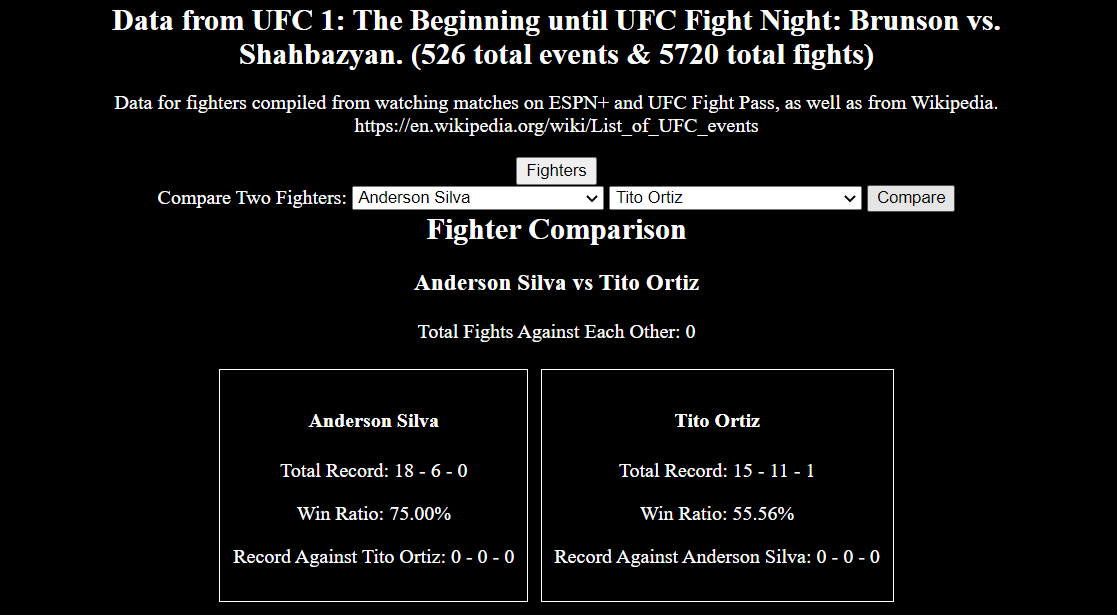 Data from UFC 1: The Beginning until UFC Fight Night: Brunson vs.
Shahbazyan. (526 total events & 5720 total fights)
Data for fighters compiled from watching matches on ESPN+ and UFC Fight Pass, as well as from Wikipedia.
https://en.wikipedia.org/wiki/List_of_UFC_events
Fighters
Compare Two Fighters: Anderson Silva Tito Ortiz Compare
Fighter Comparison
Anderson Silva vs Tito Ortiz
Total Fights Against Each Other: 0
Anderson Silva
Total Record: 18 - 6 - 0
Win Ratio: 75.00%
Record Against Tito Ortiz: 0 - 0 - 0
Tito Ortiz
Total Record: 15 - 11 - 1
Win Ratio: 55.56%
Record Against Anderson Silva: 0 - 0 - 0